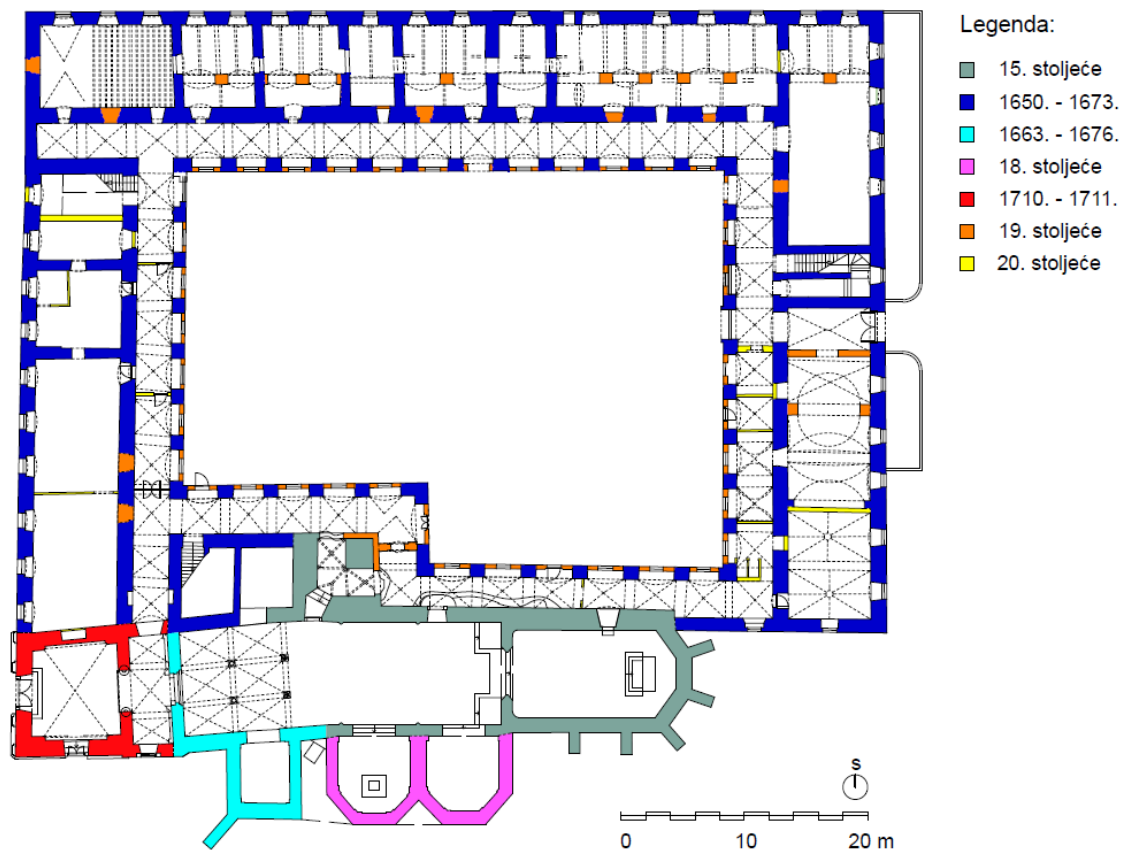 Legenda:
15. stoljeće
1650. - 1673.
1663. - 1676.
18. stoljeće
1710. - 1711.
19. stoljeće
20. stoljeće
s
0 10 20 m